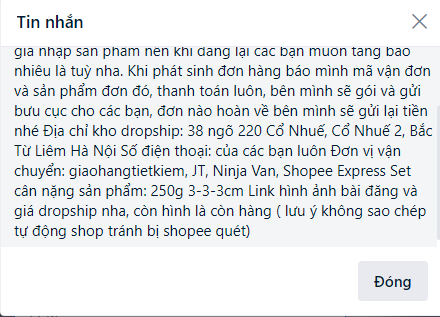 Tin nhắn
giá nhập sản phẩm nên khi đăng lại các bạn muốn tăng bao
nhiêu là tuỳ nha. Khi phát sinh đơn hàng báo mình mã vận đơn
và sản phẩm đơn đó, thanh toán luôn, bên mình sẽ gói và gửi
bưu cục cho các bạn, đơn nào hoàn về bên mình sẽ gửi lại tiền
nhé Địa chỉ kho dropship: 38 ngõ 220 Cổ Nhuế, Cổ Nhuế 2, Bắc
Từ Liêm Hà Nội Số điện thoại: của các bạn luôn Đơn vị vận
chuyển: giaohangtietkiem, JT, Ninja Van, Shopee Express Set
cân nặng sản phẩm: 250g 3-3-3cm Link hình ảnh bài đăng và
giá dropship nha, còn hình là còn hàng ( lưu ý không sao chép
tự động shop tránh bị shopee quét)
Đóng